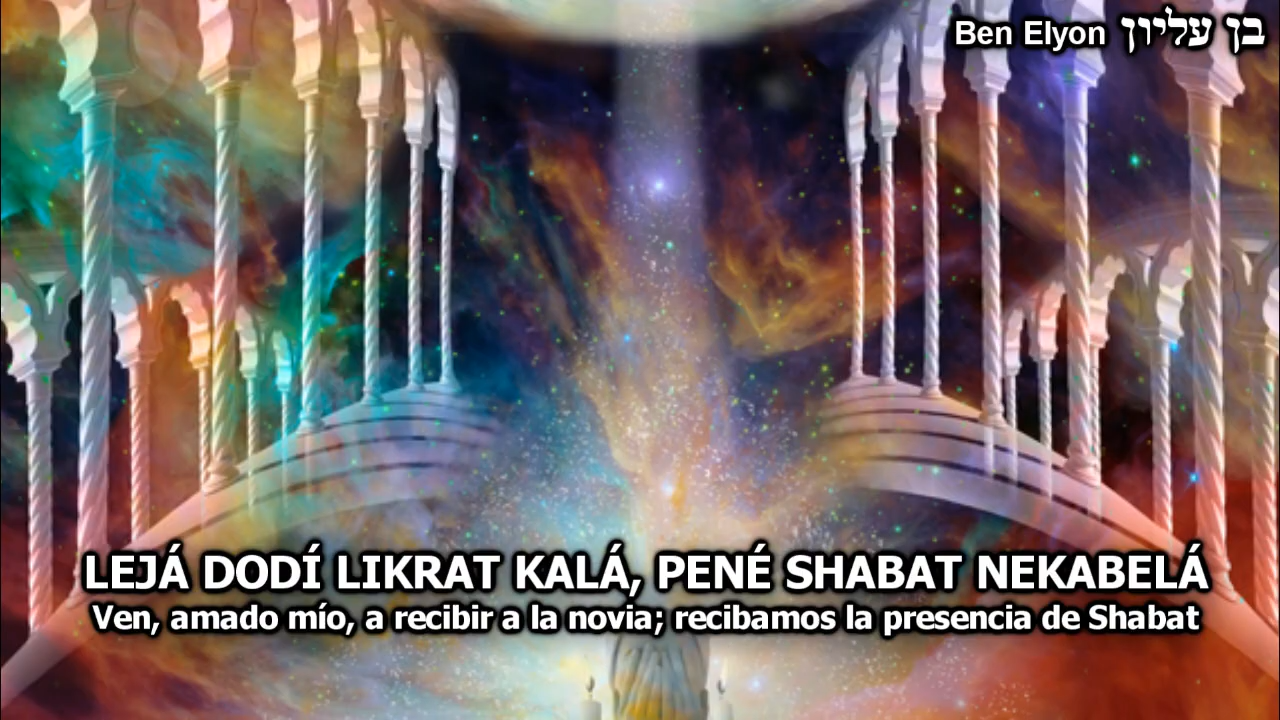 Ben Elyon בן עליון
LEJÁ DODÍ LIKRAT KALÁ, PENÉ SHABAT NEKABELÁ
Ven, amado mío, a recibir a la novia; recibamos la presencia de Shabat